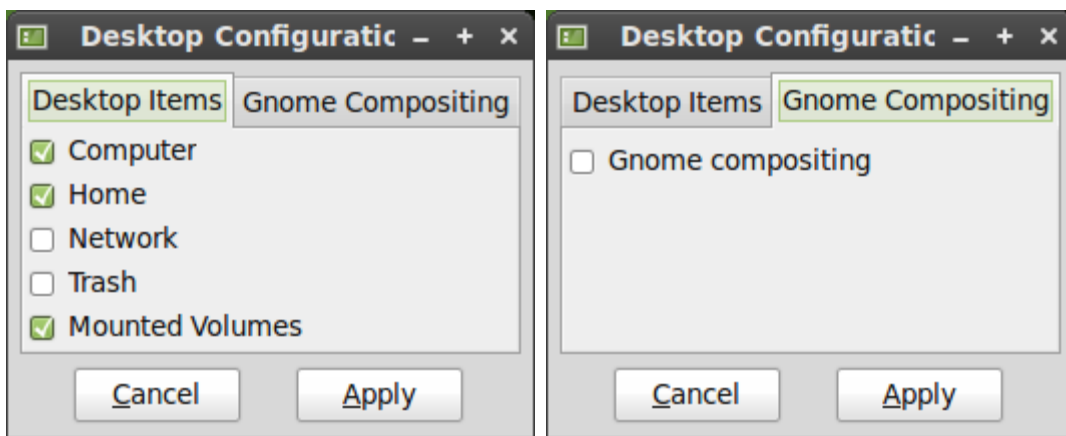 Desktop Configuratic
Desktop Items Gnome Compositing
Computer
Home
Network
Trash
Mounted Volumes
Cancel Apply
Desktop Configuratic
Desktop Items Gnome Compositing
Gnome compositing
Cancel Apply